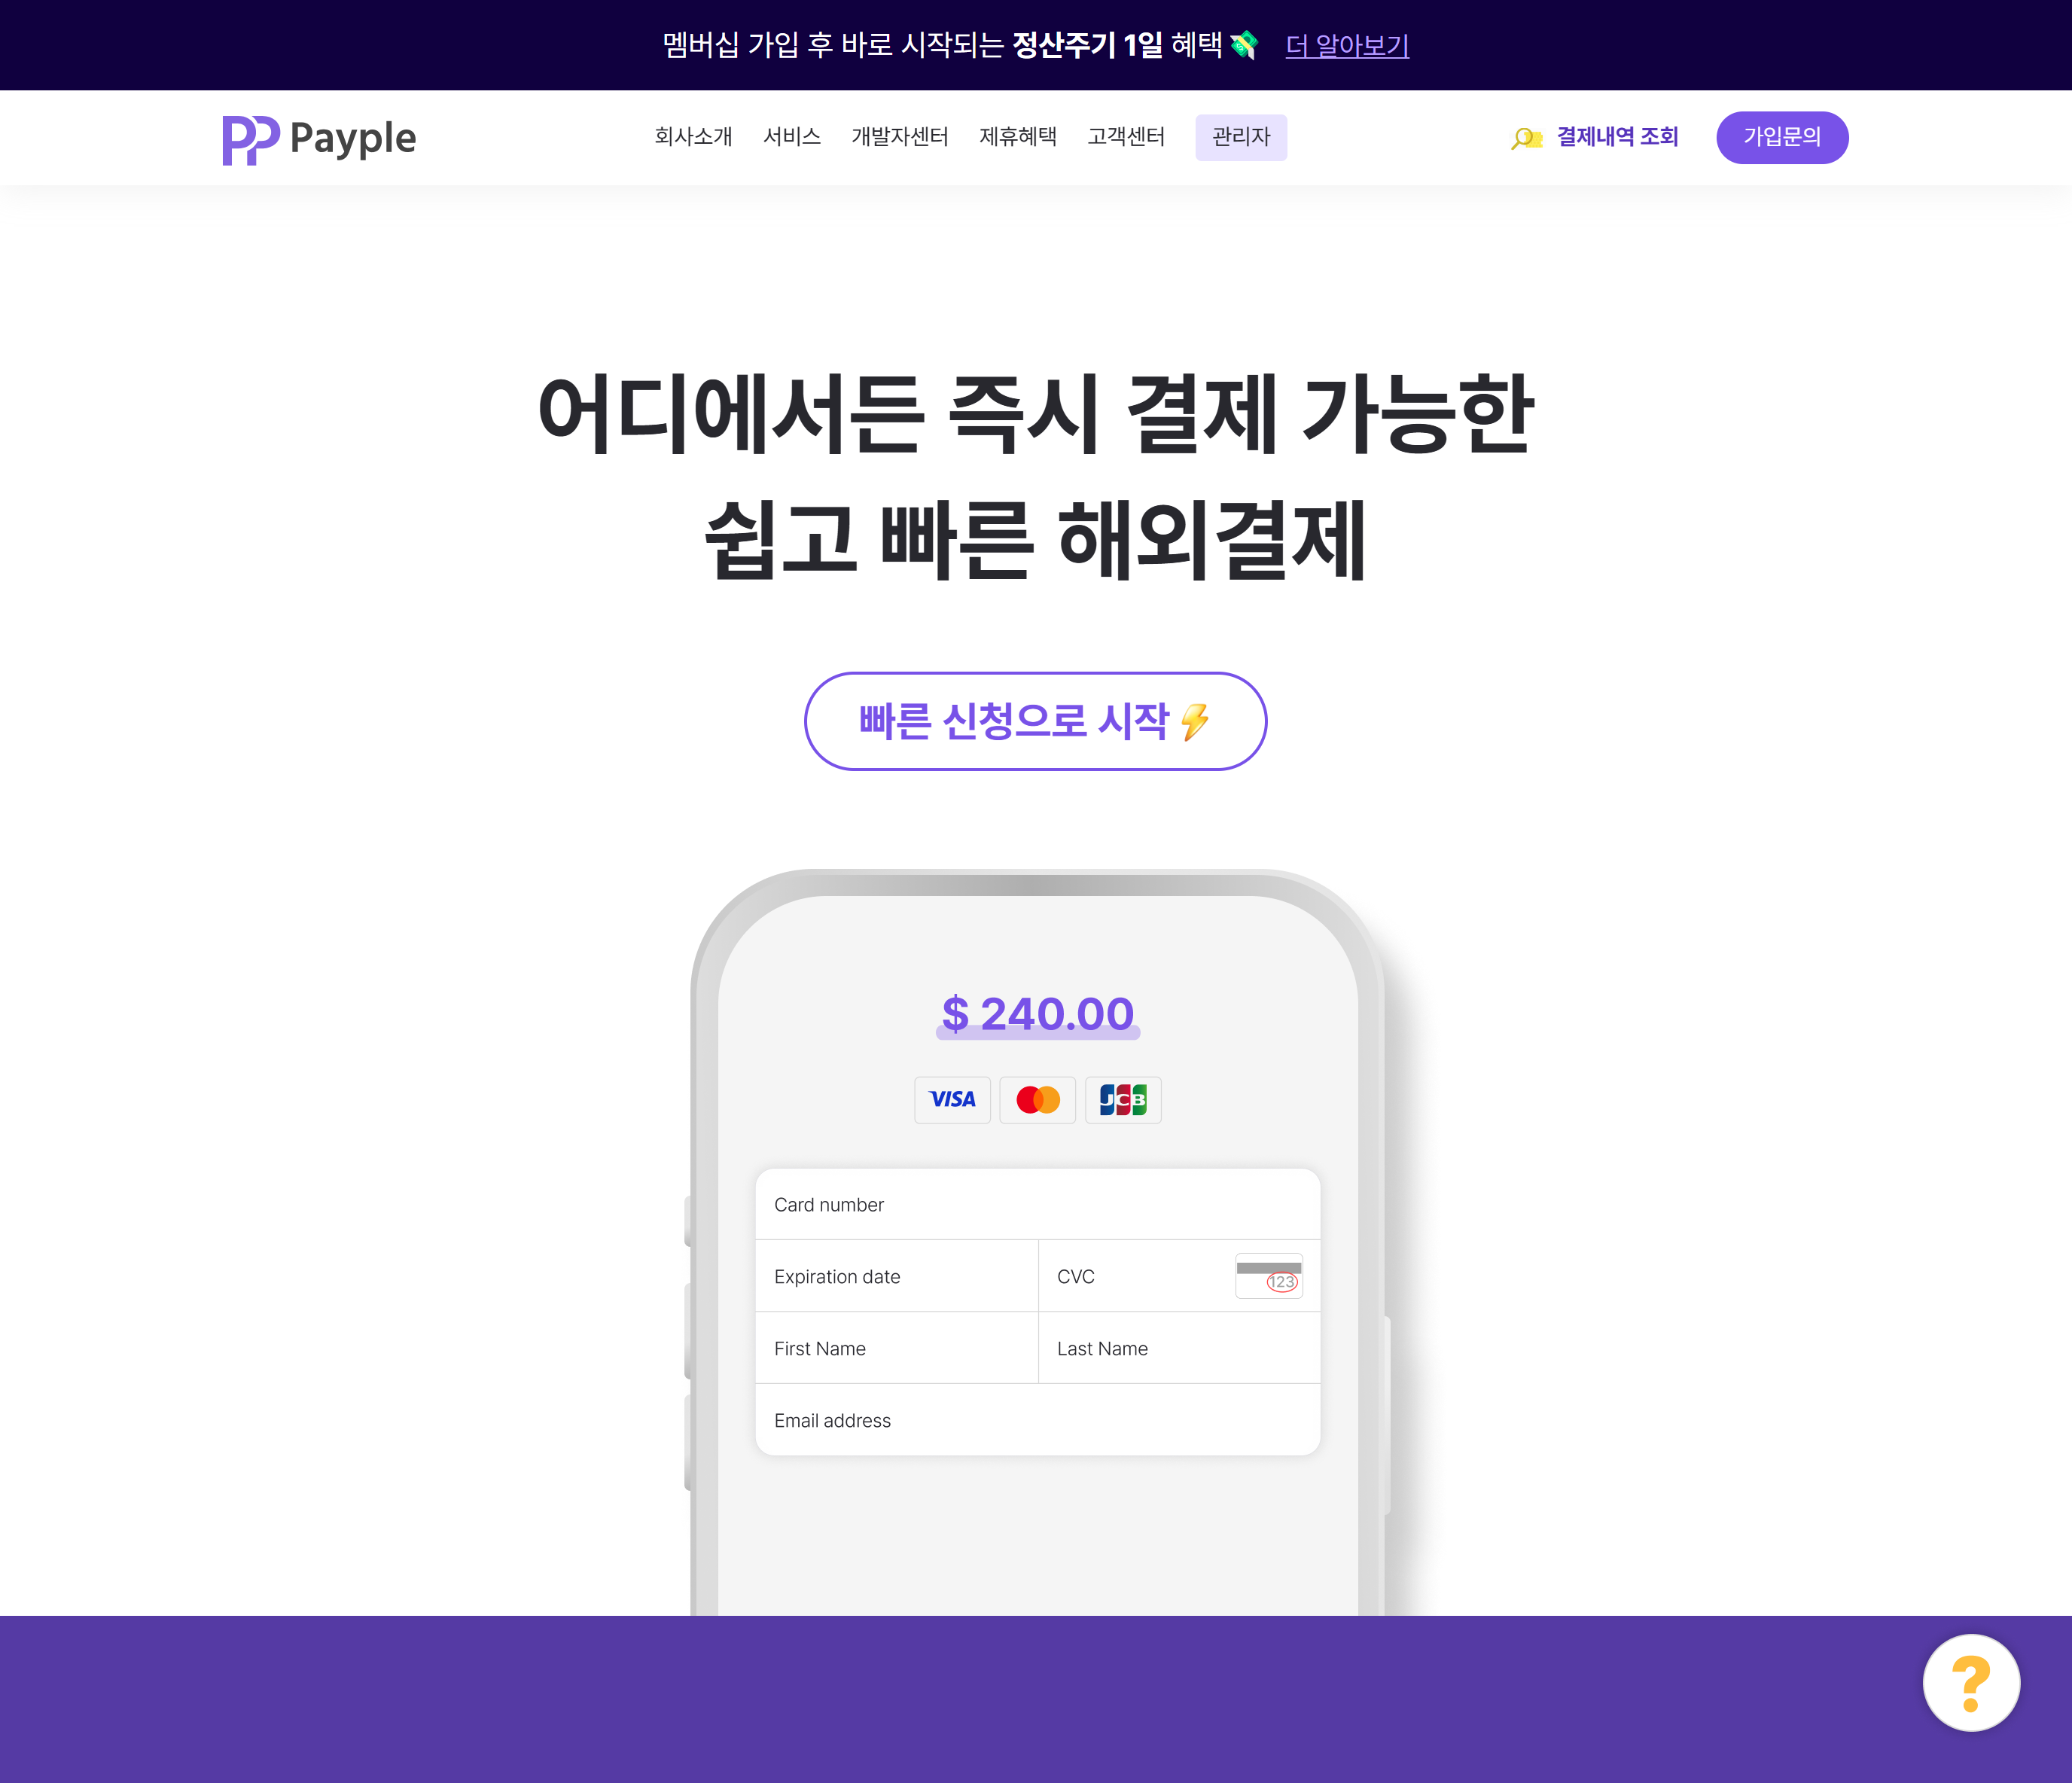 멤버십 가입 후 바로 시작되는 정산주기 1일 혜택 더 알아보기
PP Payple 회사소개 서비스 개발자센터 제휴혜택 고객센터 관리자 결제내역 조회 가입문의
어디에서든 즉시 결제 가능한
쉽고 빠른 해외결제
빠른 신청으로 시작
$ 240.00
VISA JCB
Card number
Expiration date CVC 123
First Name Last Name
Email address
?